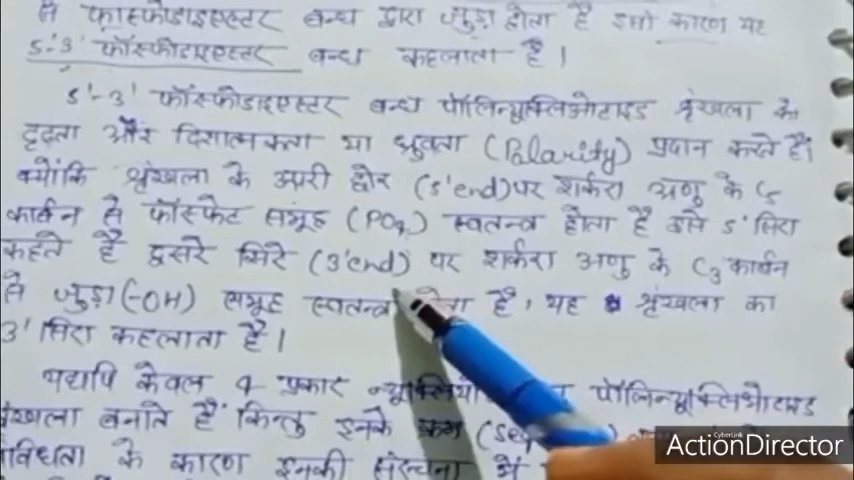 से फास्फोडाइएस्टर बन्ध द्वारा जुड़ा होता है इसी कारण यह
5'-3' फॉस्फोडाइएस्टर बन्ध कहलाता है।
5'-3' फॉस्फोडाइएस्टर बन्ध पॉलिन्यूक्लिओटाइड श्रृंखला को
दृढ़ता और दिशात्मकता या ध्रुवता (Polarity) प्रदान करते हैं।
क्योंकि श्रृंखला के ऊपरी छोर (5'end) पर शर्करा अणु के C5
कार्बन से फॉस्फेट समूह (PO4) स्वतन्त्र होता है इसे 5' सिरा
कहते हैं दूसरे सिरे (3'end) पर शर्करा अणु के C3 कार्बन
से जुड़ा (-OH) समूह स्वतन्त्र होता है, यह श्रृंखला का
3' सिरा कहलाता है।
यद्यपि केवल 4 प्रकार पॉलिन्यूक्लिओटाइड
श्रृंखला बनाते हैं किन्तु इनके क्रम
के कारण इनकी संरचना में
CyberLink
ActionDirector